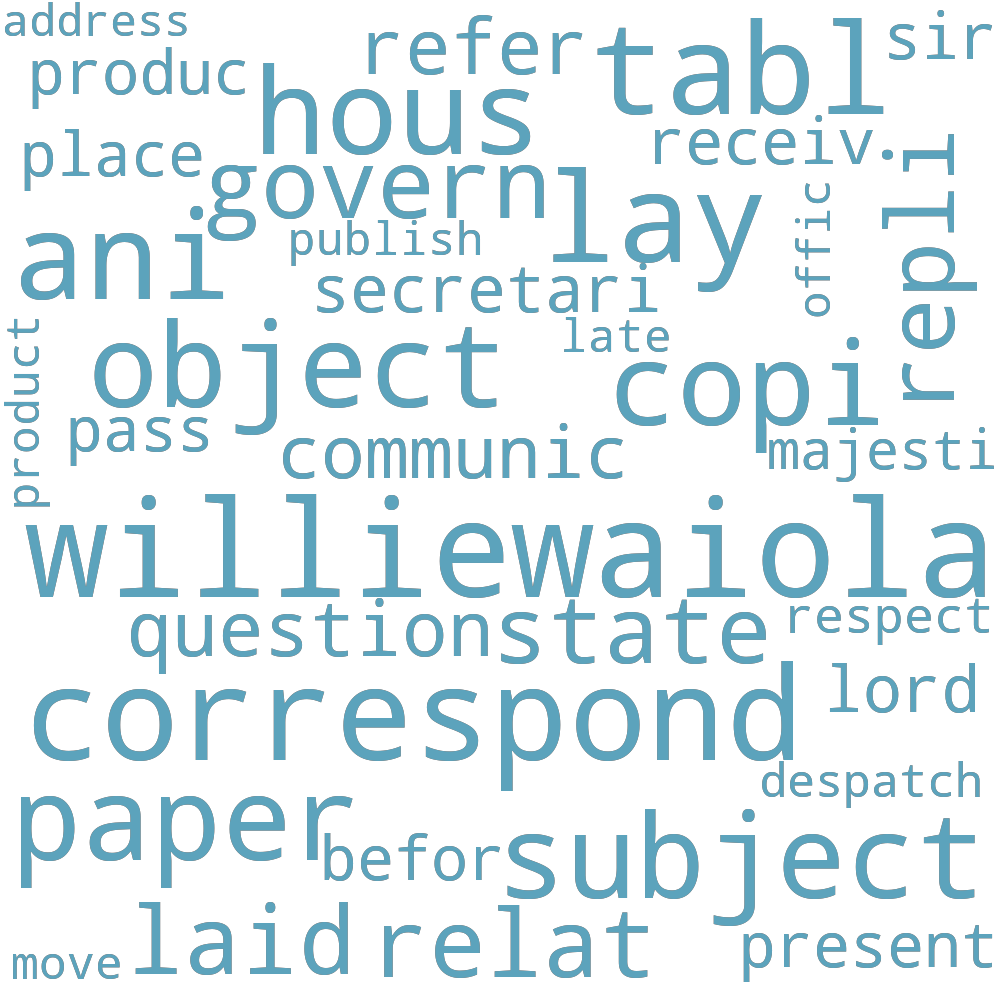 address
produc
refer
tabl
sir
hous
place
receiv
repli
govern
lay
offic
ani
publish
secretari
late
product
object
copi
pass
communic
majesti
williewaiola
question
state
respect
correspond
lord
despatch
paper
befor
subject
move
laid
relat
present